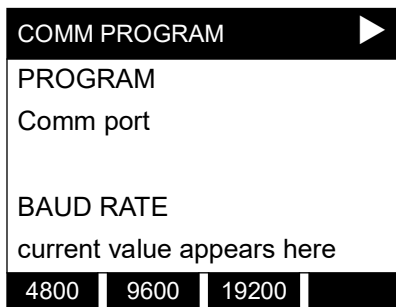 COMM PROGRAM
PROGRAM
Comm port
BAUD RATE
current value appears here
4800 9600 19200